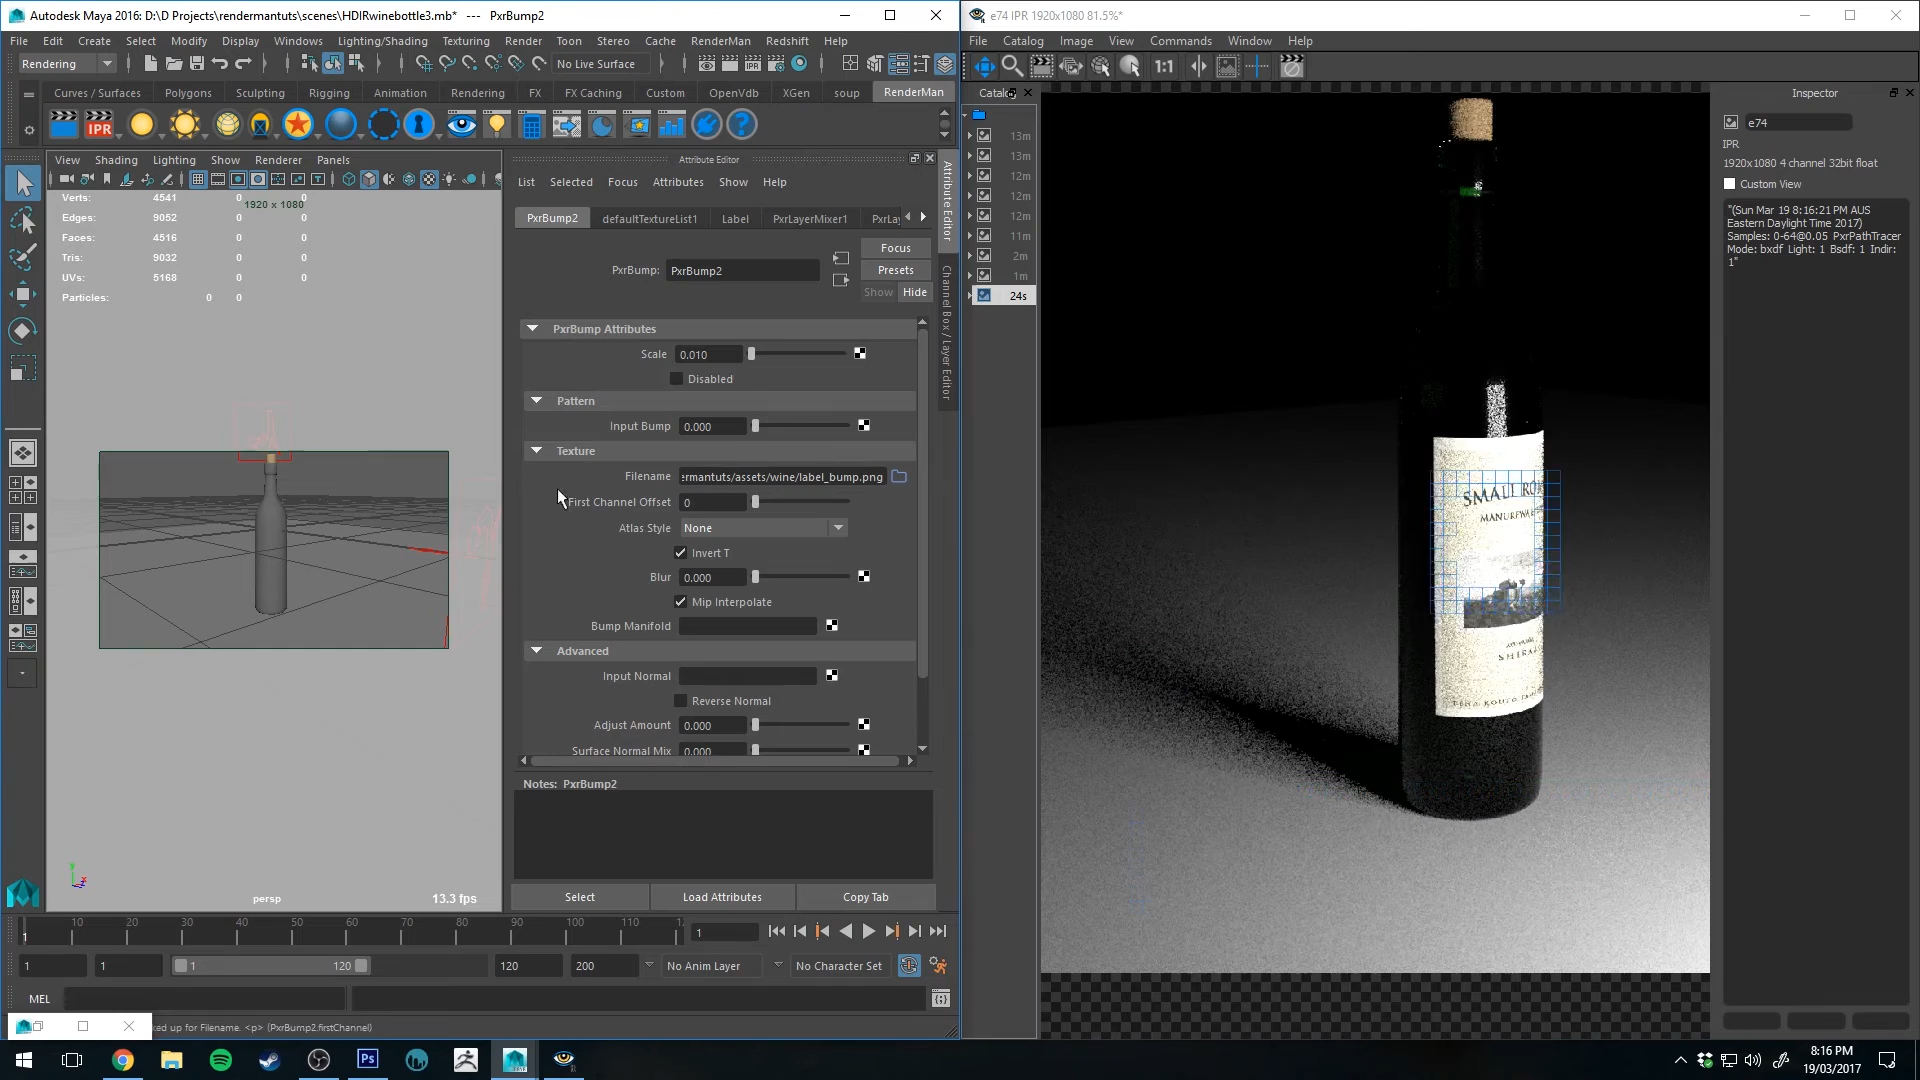 Autodesk Maya 2016: D:\D Projects\rendermantuts\scenes\HDIRwinebottle3.mb* --- PxrBump2
File Edit Create Select Modify Display Windows Lighting/Shading Texturing Render Toon Stereo Cache RenderMan Redshift Help
Rendering
No Live Surface
Curves / Surfaces Polygons Sculpting Rigging Animation Rendering FX FX Caching Custom OpenVdb XGen soup RenderMan
IPR
View Shading Lighting Show Renderer Panels
Verts: 4541 0 0
1920 x 1080
Edges: 9052 0 0
Faces: 4516 0 0
Tris: 9032 0 0
UVs: 5168 0 0
Particles: 0 0
persp
13.3 fps
Attribute Editor
List Selected Focus Attributes Show Help
PxrBump2 defaultTextureList1 Label PxrLayerMixer1 PxrLay
Focus
PxrBump: PxrBump2
Presets
Show Hide
PxrBump Attributes
Scale 0.010
Disabled
Pattern
Input Bump 0.000
Texture
Filename ermantuts/assets/wine/label_bump.png
First Channel Offset 0
Atlas Style None
Invert T
Blur 0.000
Mip Interpolate
Bump Manifold
Advanced
Input Normal
Reverse Normal
Adjust Amount 0.000
Surface Normal Mix 0.000
Notes: PxrBump2
Select Load Attributes Copy Tab
Attribute Editor
Channel Box / Layer Editor
10 20 30 40 50 60 70 80 90 100 110
1
1
1 1 1 120 120 200 No Anim Layer No Character Set
MEL
ked up for Filename. <p> (PxrBump2.firstChannel)
e74 IPR 1920x1080 81.5%*
File Catalog Image View Commands Window Help
1:1
Catalog
13m
13m
12m
12m
12m
11m
2m
1m
24s
SMALL RO
MANURPWA
SHIRAZ
Inspector
e74
IPR
1920x1080 4 channel 32bit float
Custom View
"(Sun Mar 19 8:16:21 PM AUS
Eastern Daylight Time 2017)
Samples: 0-64@0.05 PxrPathTracer
Mode: bxdf Light: 1 Bsdf: 1 Indir:
1"
Ps
8:16 PM
19/03/2017